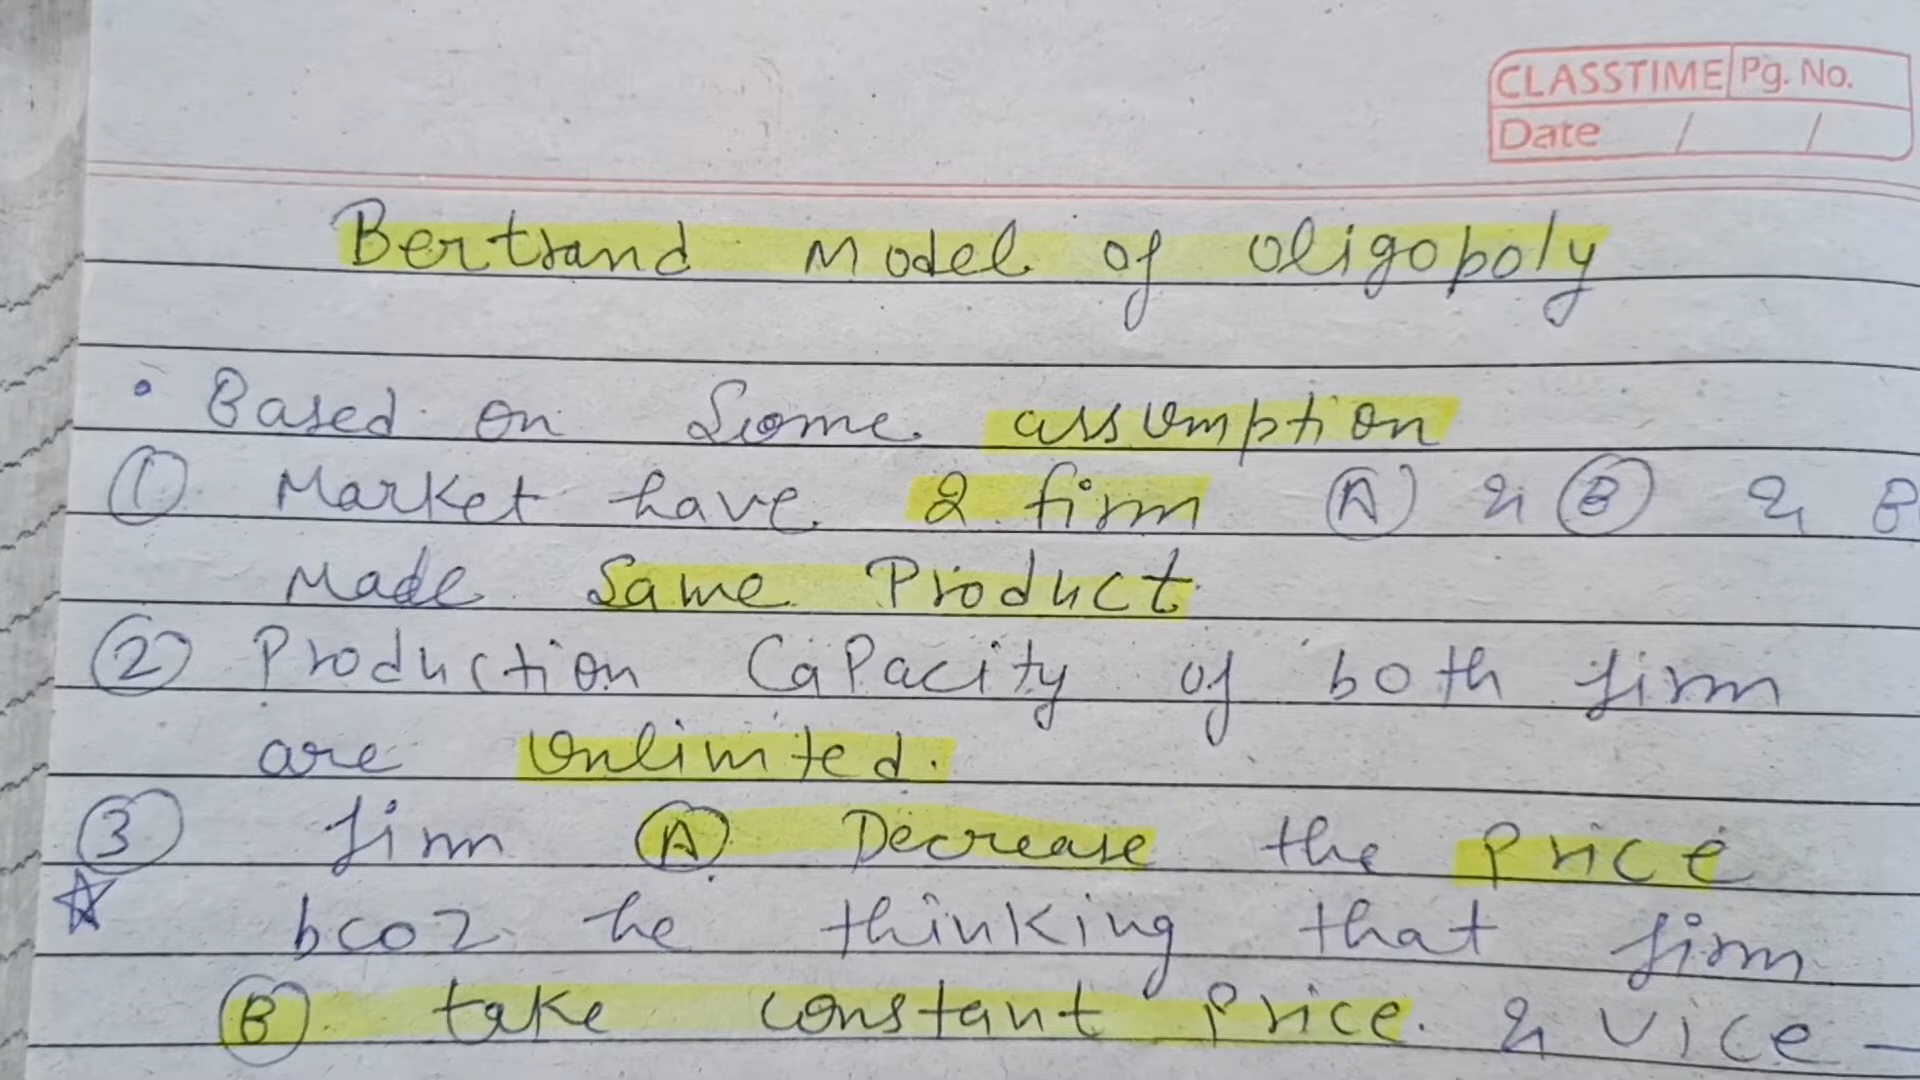 CLASSTIME Pg. No.
Date / /
Bertrand Model of oligopoly
• Based on Some assumption
① Market have 2 firm Ⓐ & Ⓑ & B
Made Same Product
② Production Capacity of both firm
are Unlimited.
③ firm Ⓐ Decrease the Price
☆ bcoz he thinking that firm
Ⓑ take constant Price. & Vice -